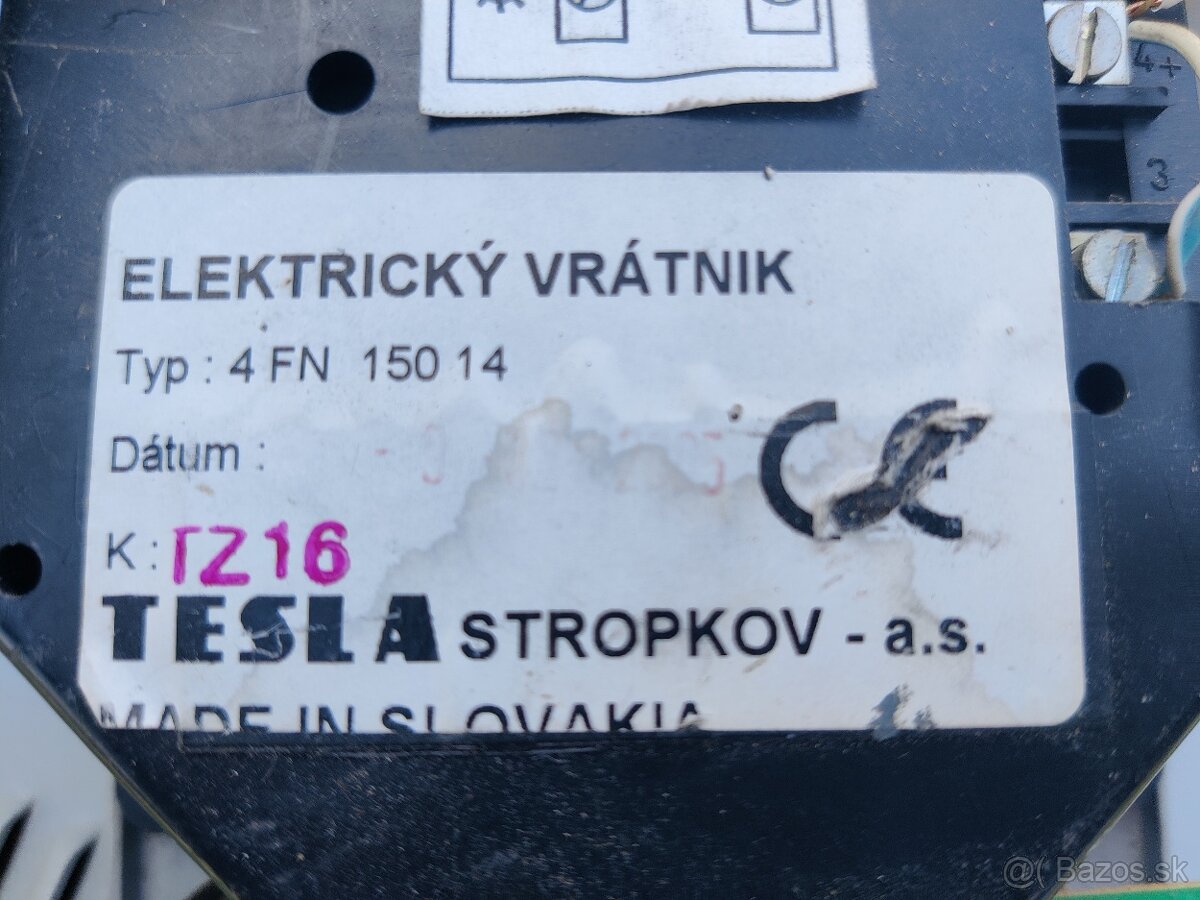 4+
3
ELEKTRICKÝ VRÁTNIK
Typ : 4 FN 150 14
Dátum :
CE
K : TZ16
TESLA STROPKOV - a.s.
MADE IN SLOVAKIA
@( Bazos.sk